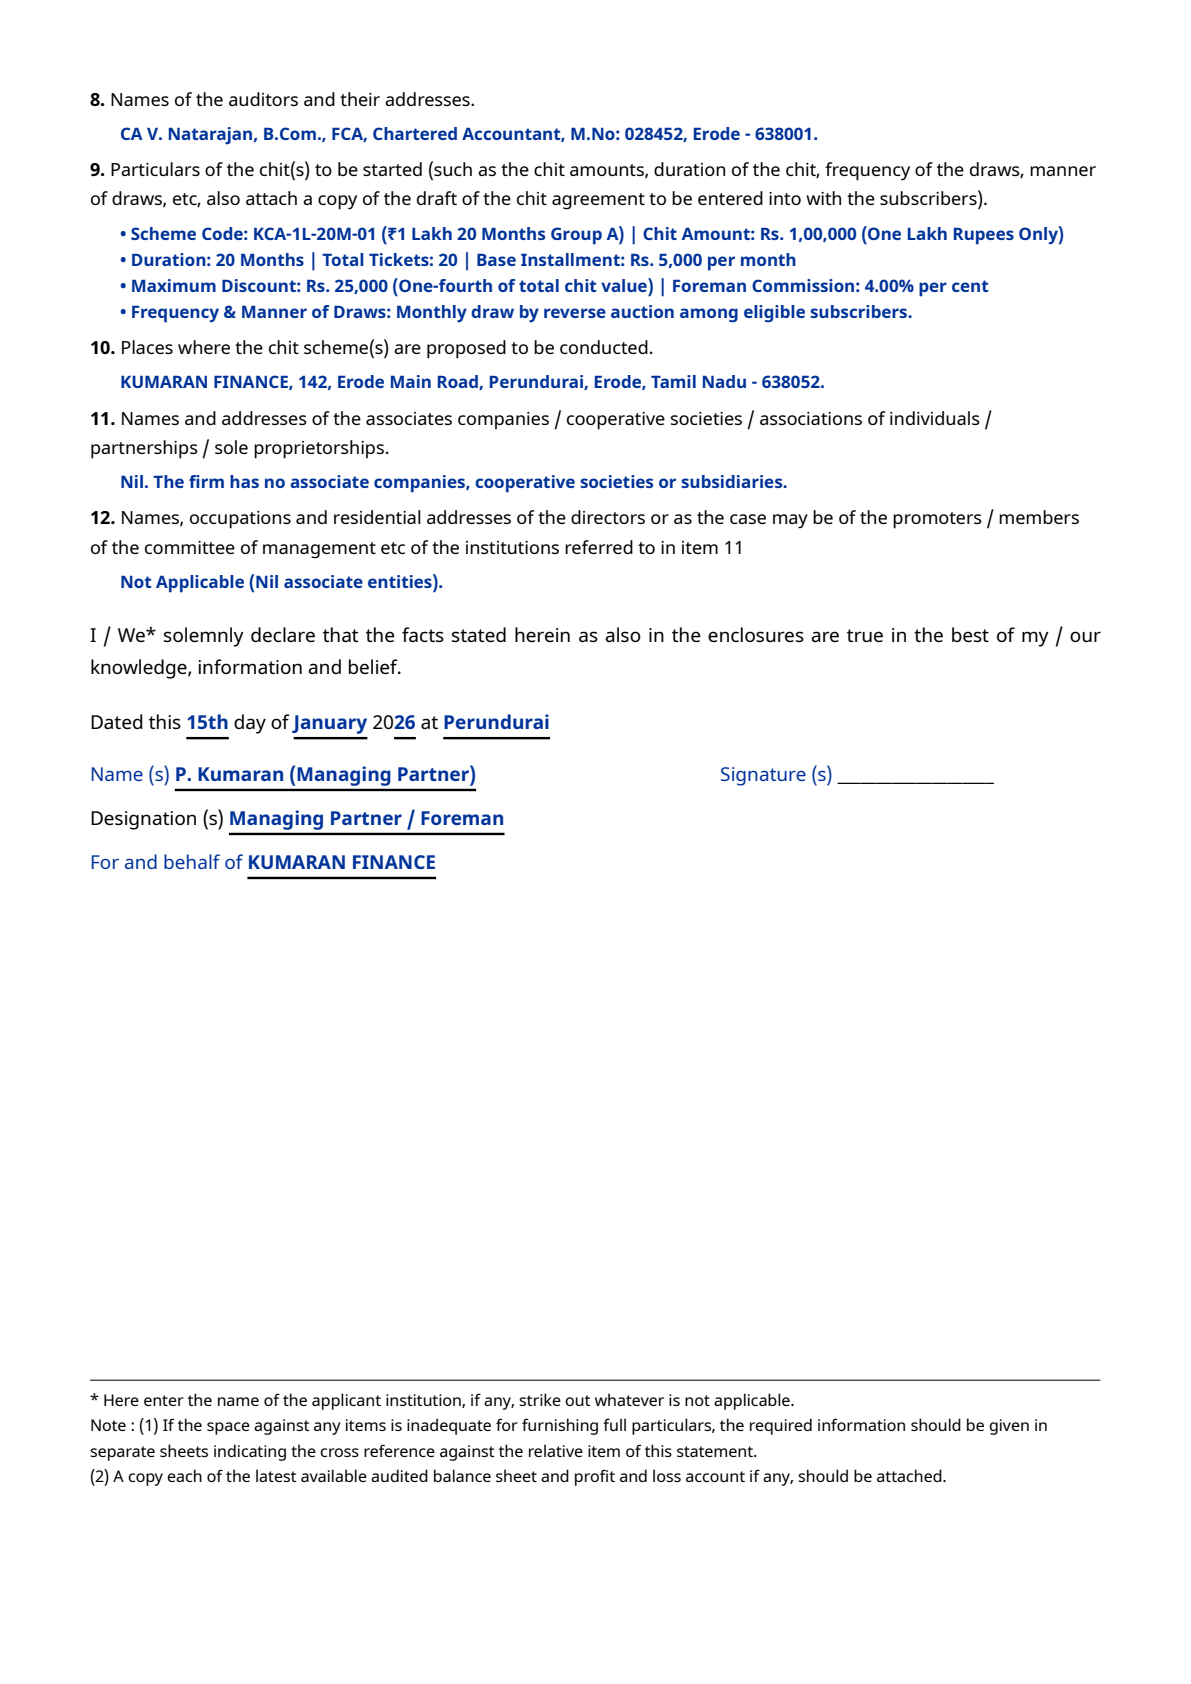 8. Names of the auditors and their addresses.
CA V. Natarajan, B.Com., FCA, Chartered Accountant, M.No: 028452, Erode - 638001.
9. Particulars of the chit(s) to be started (such as the chit amounts, duration of the chit, frequency of the draws, manner
of draws, etc, also attach a copy of the draft of the chit agreement to be entered into with the subscribers).
• Scheme Code: KCA-1L-20M-01 (₹1 Lakh 20 Months Group A) | Chit Amount: Rs. 1,00,000 (One Lakh Rupees Only)
• Duration: 20 Months | Total Tickets: 20 | Base Installment: Rs. 5,000 per month
• Maximum Discount: Rs. 25,000 (One-fourth of total chit value) | Foreman Commission: 4.00% per cent
• Frequency & Manner of Draws: Monthly draw by reverse auction among eligible subscribers.
10. Places where the chit scheme(s) are proposed to be conducted.
KUMARAN FINANCE, 142, Erode Main Road, Perundurai, Erode, Tamil Nadu - 638052.
11. Names and addresses of the associates companies / cooperative societies / associations of individuals /
partnerships / sole proprietorships.
Nil. The firm has no associate companies, cooperative societies or subsidiaries.
12. Names, occupations and residential addresses of the directors or as the case may be of the promoters / members
of the committee of management etc of the institutions referred to in item 11
Not Applicable (Nil associate entities).
I / We* solemnly declare that the facts stated herein as also in the enclosures are true in the best of my / our
knowledge, information and belief.
Dated this 15th day of January 2026 at Perundurai
Name (s) P. Kumaran (Managing Partner) Signature (s) ________________
Designation (s) Managing Partner / Foreman
For and behalf of KUMARAN FINANCE
* Here enter the name of the applicant institution, if any, strike out whatever is not applicable.
Note : (1) If the space against any items is inadequate for furnishing full particulars, the required information should be given in
separate sheets indicating the cross reference against the relative item of this statement.
(2) A copy each of the latest available audited balance sheet and profit and loss account if any, should be attached.